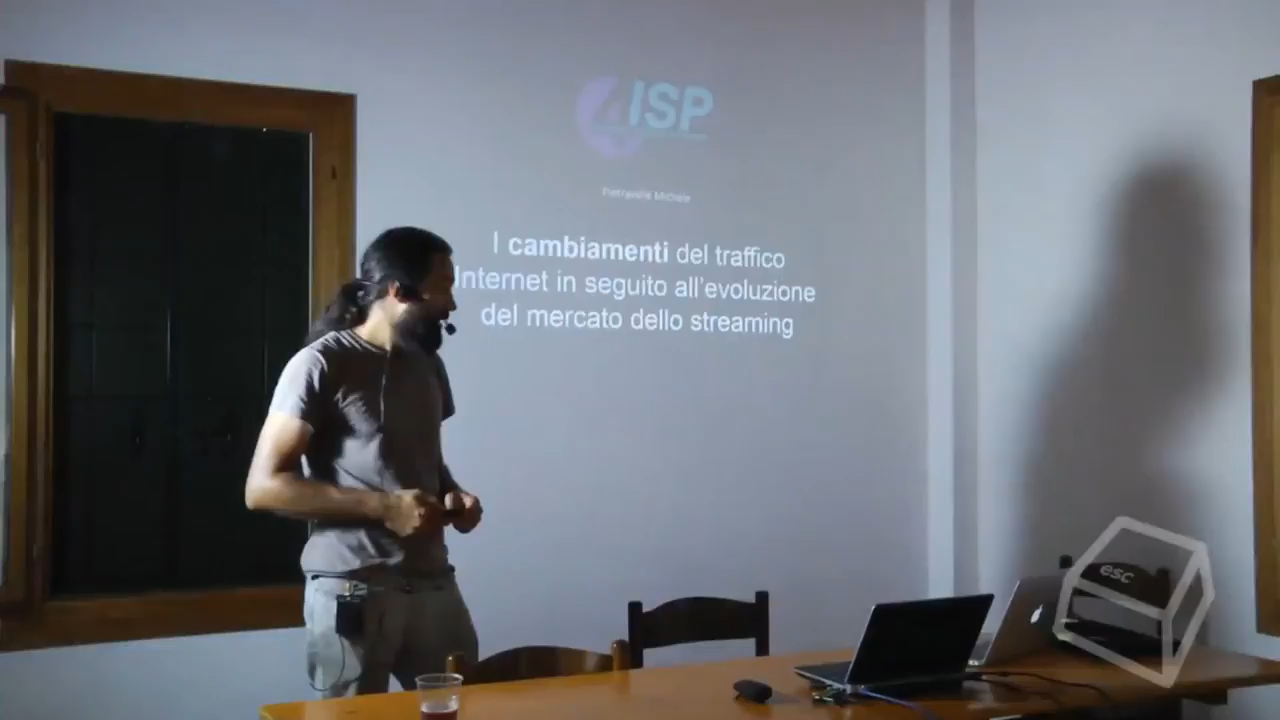 4ISP
Pietravalle Michele
I cambiamenti del traffico
Internet in seguito all'evoluzione
del mercato dello streaming
esc